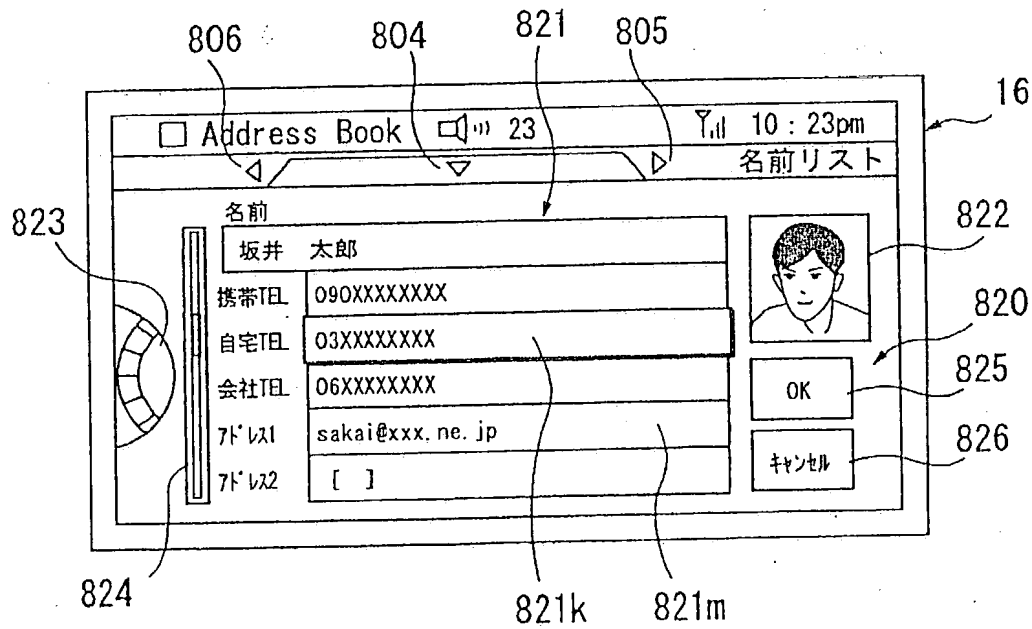 806 804 821 805
16
□ Address Book 23 10:23pm
名前リスト
823
名前
坂井 太郎
822
携帯TEL 090XXXXXXXX
自宅TEL 03XXXXXXXX
820
会社TEL 06XXXXXXXX
OK
825
アドレス1 sakai@xxx.ne.jp
キャンセル
826
アドレス2 [ ]
824
821k 821m